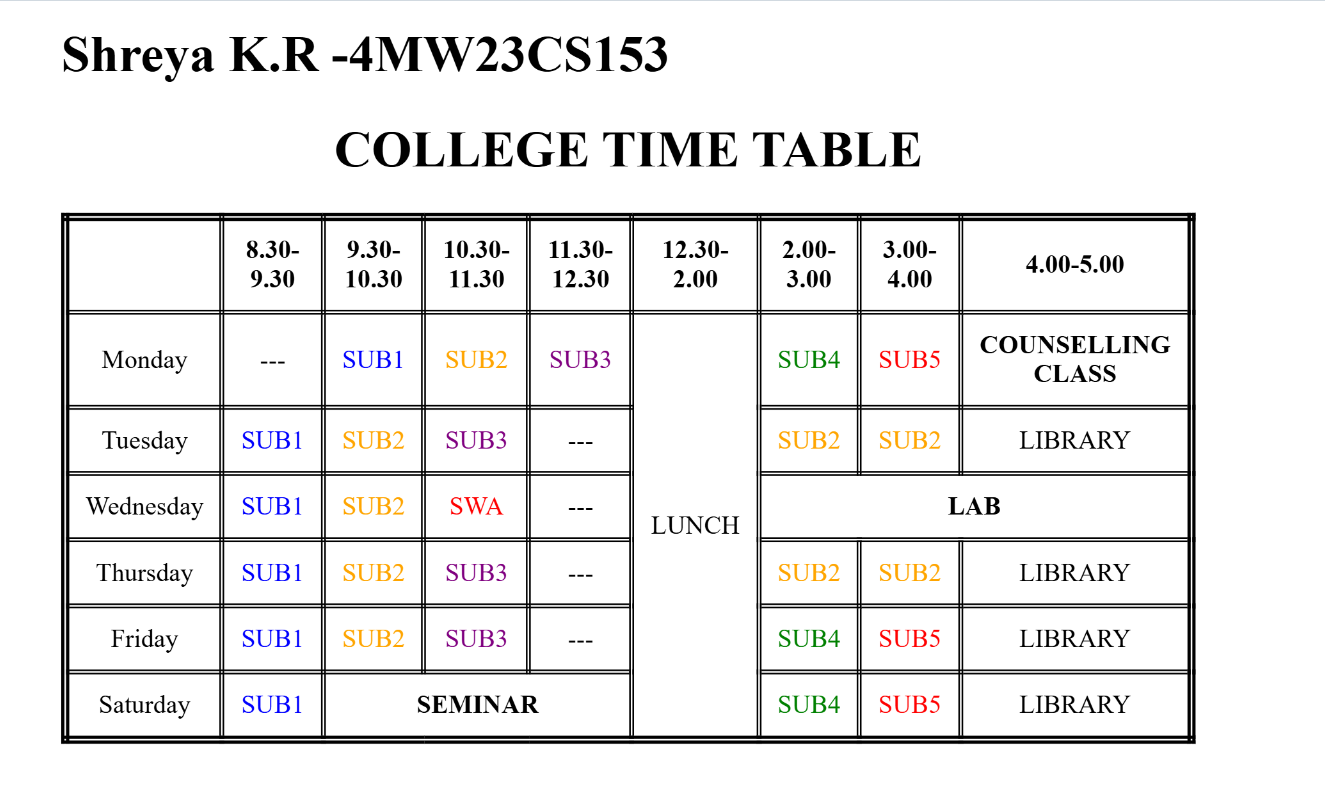 Shreya K.R -4MW23CS153
COLLEGE TIME TABLE
8.30-9.30 9.30-10.30 10.30-11.30 11.30-12.30 12.30-2.00 2.00-3.00 3.00-4.00 4.00-5.00
Monday --- SUB1 SUB2 SUB3 SUB4 SUB5 COUNSELLING CLASS
Tuesday SUB1 SUB2 SUB3 --- SUB2 SUB2 LIBRARY
Wednesday SUB1 SUB2 SWA --- LAB
LUNCH
Thursday SUB1 SUB2 SUB3 --- SUB2 SUB2 LIBRARY
Friday SUB1 SUB2 SUB3 --- SUB4 SUB5 LIBRARY
Saturday SUB1 SEMINAR SUB4 SUB5 LIBRARY